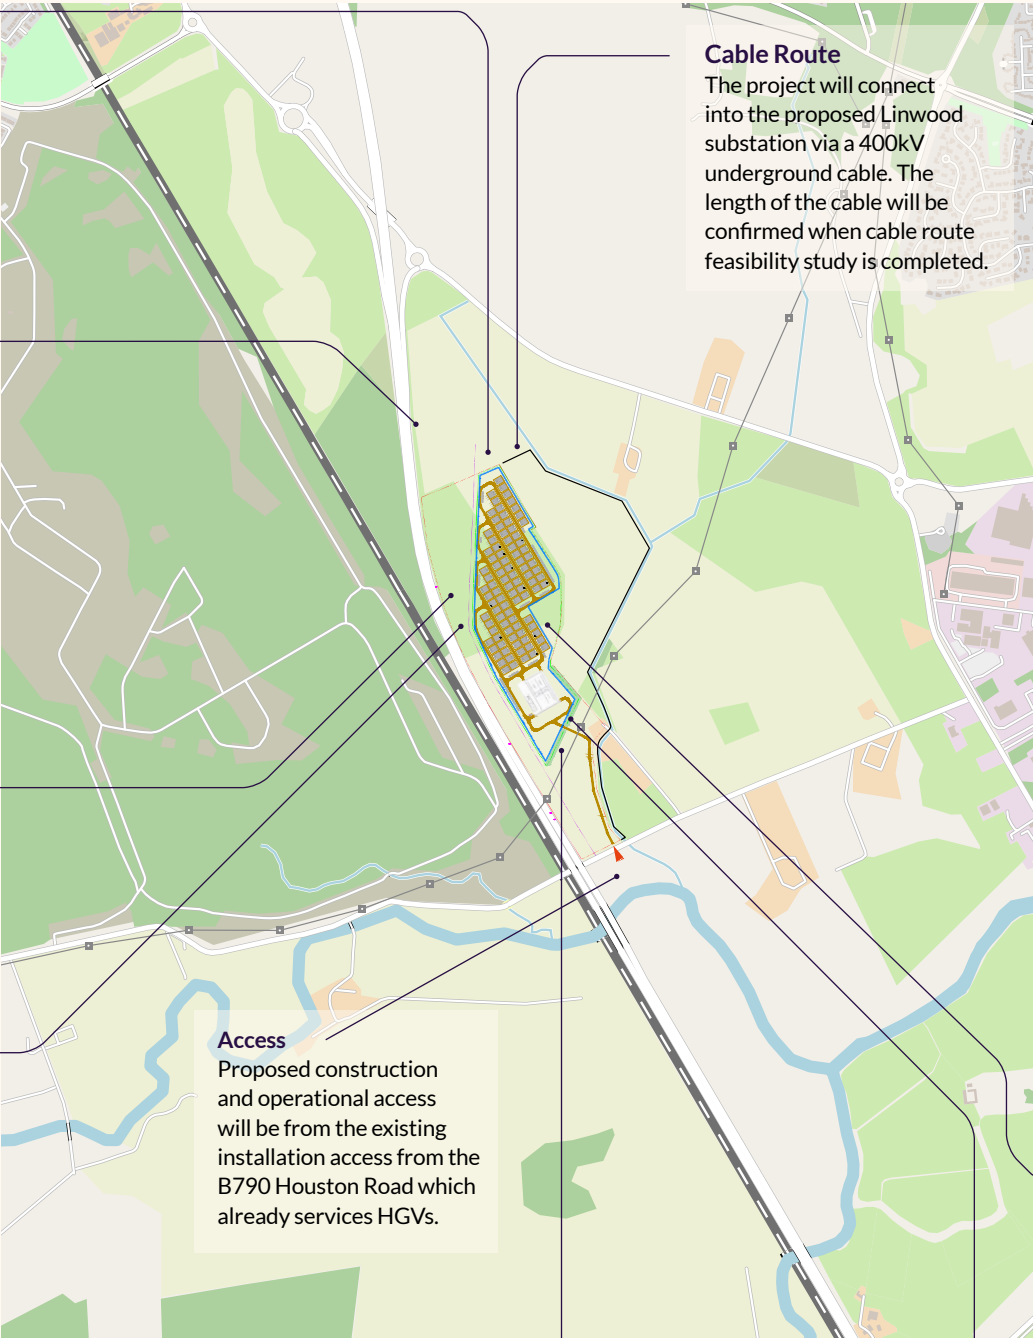 Cable Route
The project will connect
into the proposed Linwood
substation via a 400kV
underground cable. The
length of the cable will be
confirmed when cable route
feasibility study is completed.
Access
Proposed construction
and operational access
will be from the existing
installation access from the
B790 Houston Road which
already services HGVs.